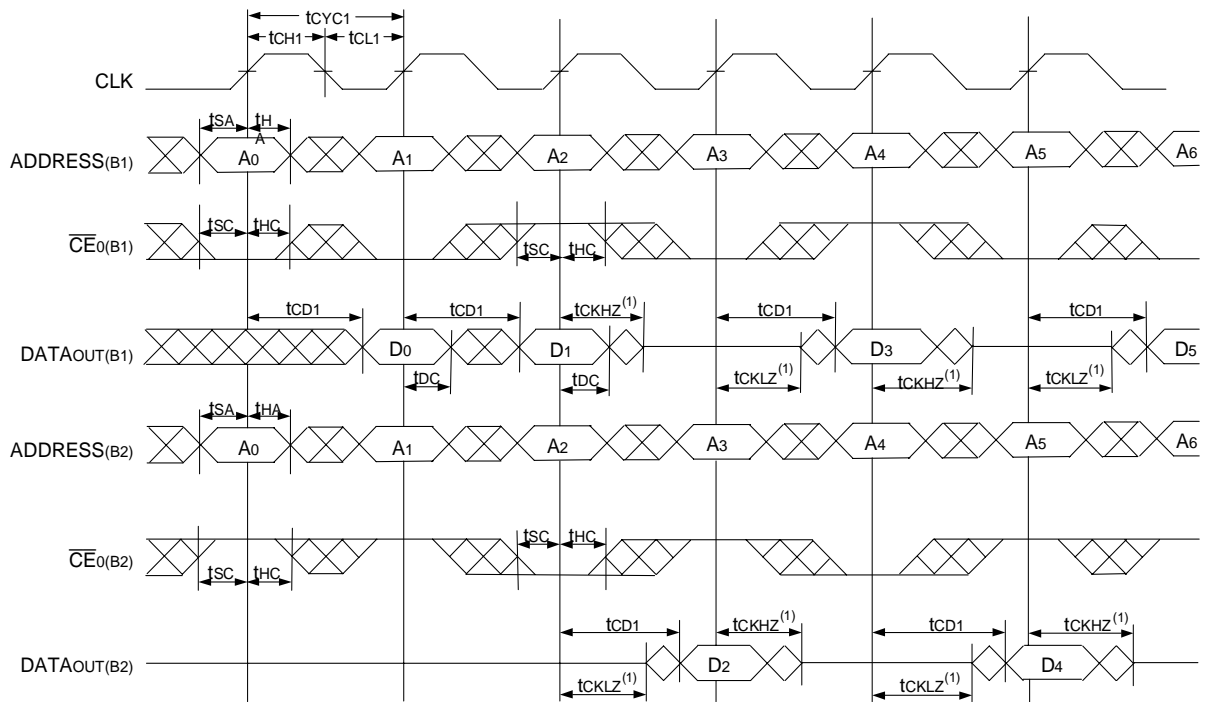 tCYC1
tCH1 tCL1
CLK
tSA tH
A
ADDRESS(B1) A0 A1 A2 A3 A4 A5 A6
tSC tHC
CE0(B1)
tSC tHC
tCD1 tCD1 tCKHZ(1) tCD1 tCD1
DATAOUT(B1) D0 D1 D3 D5
tDC tDC tCKLZ(1) tCKHZ(1) tCKLZ(1)
tSA tHA
ADDRESS(B2) A0 A1 A2 A3 A4 A5 A6
tSC tHC
CE0(B2)
tSC tHC
tCD1 tCKHZ(1) tCD1 tCKHZ(1)
DATAOUT(B2) D2 D4
tCKLZ(1) tCKLZ(1)